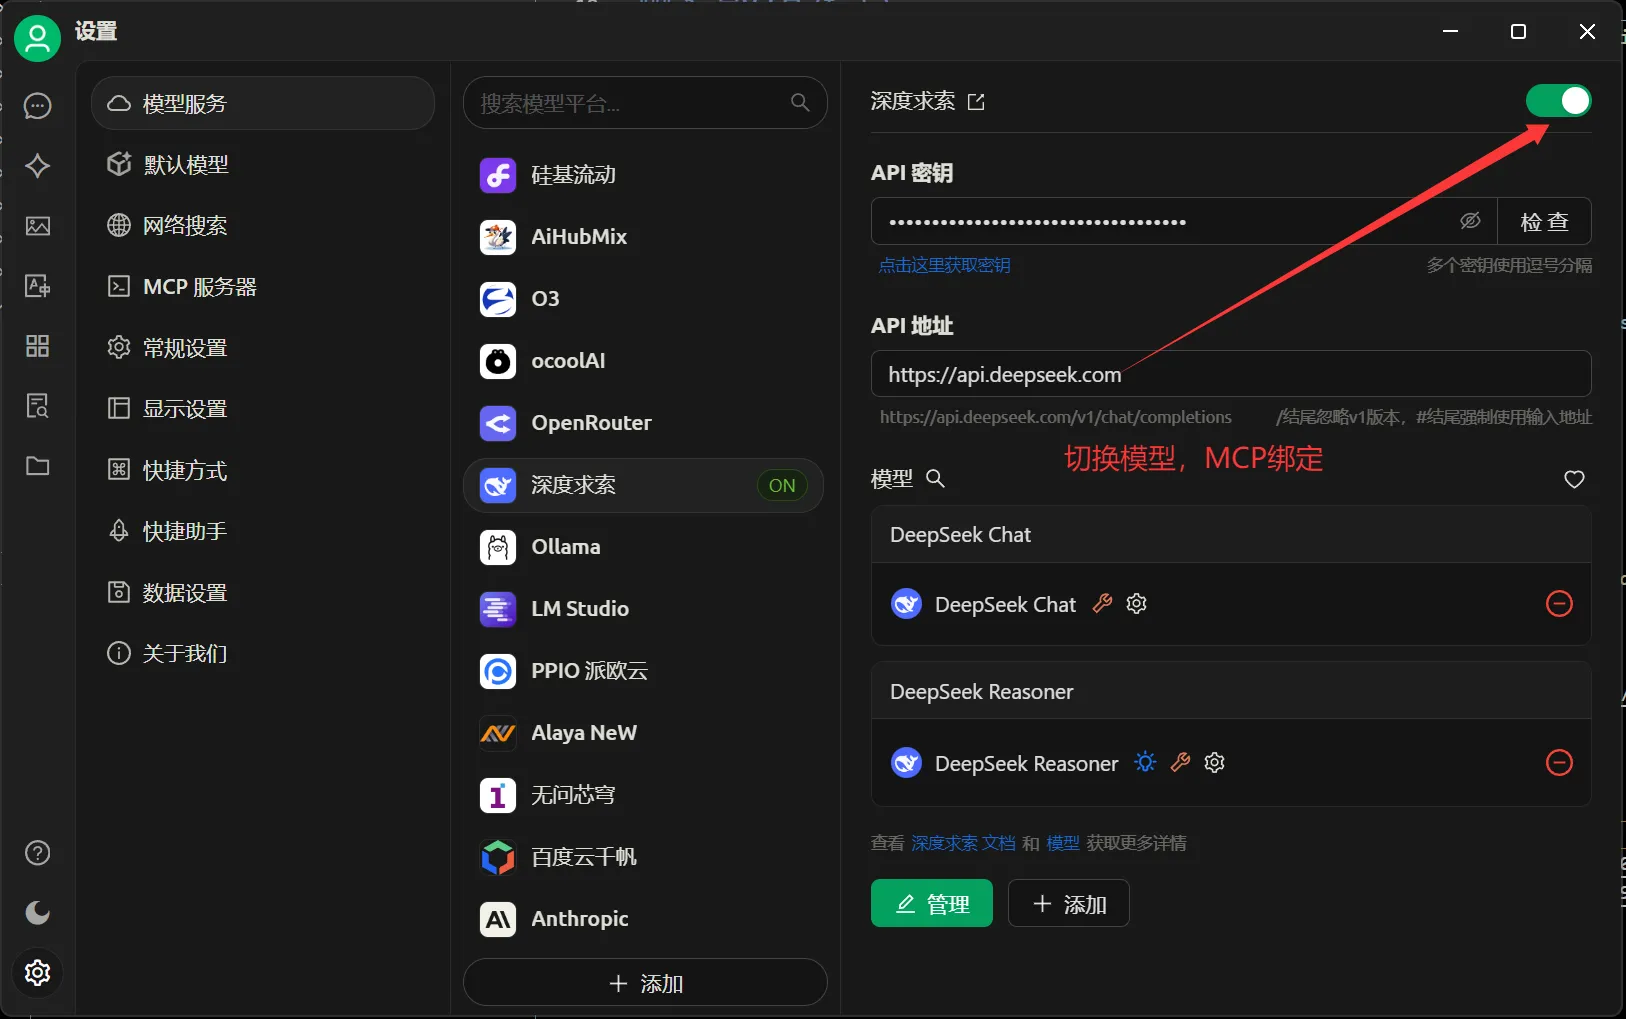 设置
模型服务
默认模型
网络搜索
MCP 服务器
常规设置
显示设置
快捷方式
快捷助手
数据设置
关于我们
搜索模型平台...
硅基流动
AiHubMix
O3
ocoolAI
OpenRouter
深度求索 ON
Ollama
LM Studio
PPIO 派欧云
Alaya NeW
无问芯穹
百度云千帆
Anthropic
添加
深度求索
API 密钥
检 查
点击这里获取密钥 多个密钥使用逗号分隔
API 地址
https://api.deepseek.com
https://api.deepseek.com/v1/chat/completions /结尾忽略v1版本，#结尾强制使用输入地址
切换模型，MCP绑定
模型
DeepSeek Chat
DeepSeek Chat
DeepSeek Reasoner
DeepSeek Reasoner
查看 深度求索 文档 和 模型 获取更多详情
管理 添加